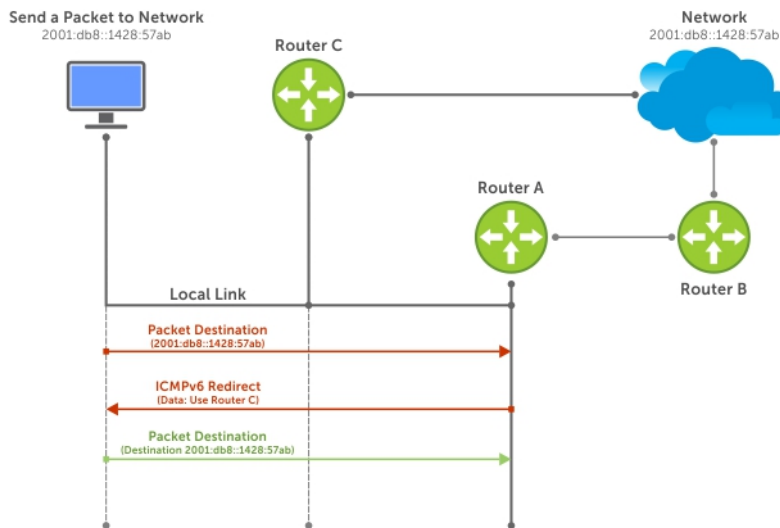 Send a Packet to Network
2001:db8::1428:57ab
Network
2001:db8::1428:57ab
Router C
Router A
Router B
Local Link
Packet Destination
(2001:db8::1428:57ab)
ICMPv6 Redirect
(Data: Use Router C)
Packet Destination
(Destination 2001:db8::1428:57ab)